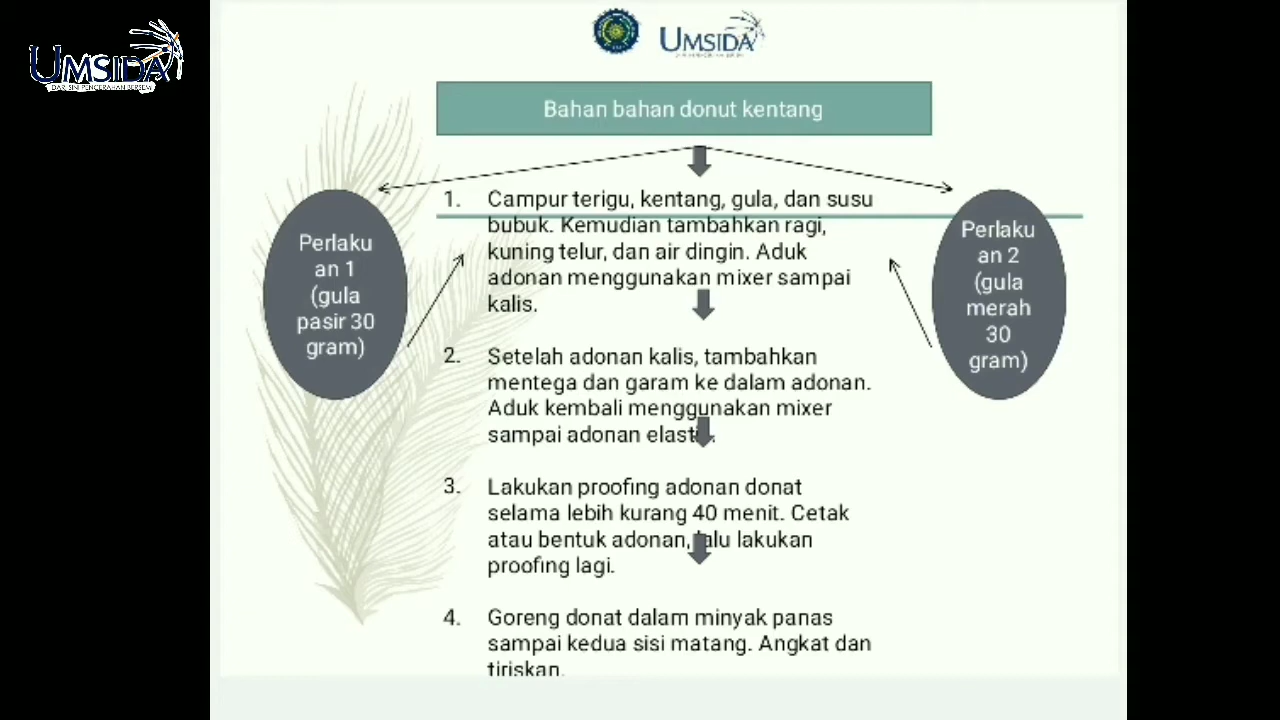 UMSIDA
DARI SINI PENCERAHAN BERSEMI
UMSIDA
Bahan bahan donut kentang
Perlaku
an 1
(gula
pasir 30
gram)
1. Campur terigu, kentang, gula, dan susu
bubuk. Kemudian tambahkan ragi,
kuning telur, dan air dingin. Aduk
adonan menggunakan mixer sampai
kalis.
2. Setelah adonan kalis, tambahkan
mentega dan garam ke dalam adonan.
Aduk kembali menggunakan mixer
sampai adonan elastis.
3. Lakukan proofing adonan donat
selama lebih kurang 40 menit. Cetak
atau bentuk adonan, lalu lakukan
proofing lagi.
4. Goreng donat dalam minyak panas
sampai kedua sisi matang. Angkat dan
tiriskan.
Perlaku
an 2
(gula
merah
30
gram)